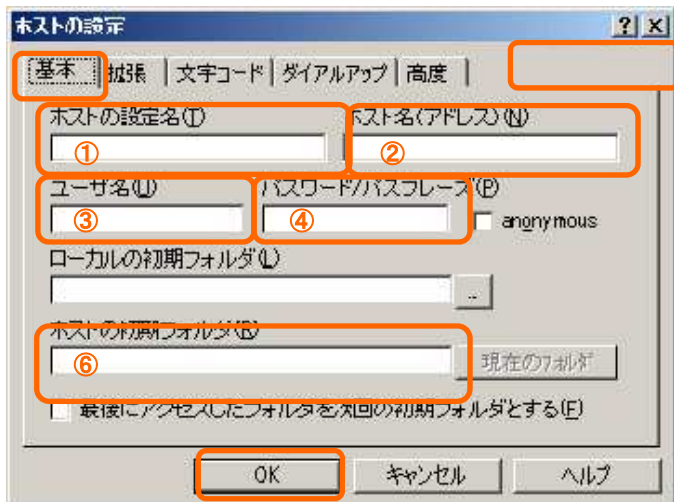 ホストの設定
基本 拡張 文字コード ダイアルアップ 高度
ホストの設定名(T) ホスト名(アドレス)(N)
① ②
ユーザ名(U) パスワード/パスフレーズ(P)
③ ④ anonymous
ローカルの初期フォルダ(L)
..
ホストの初期フォルダ(R)
⑥ 現在のフォルダ
最後にアクセスしたフォルダを次回の初期フォルダとする(F)
OK キャンセル ヘルプ